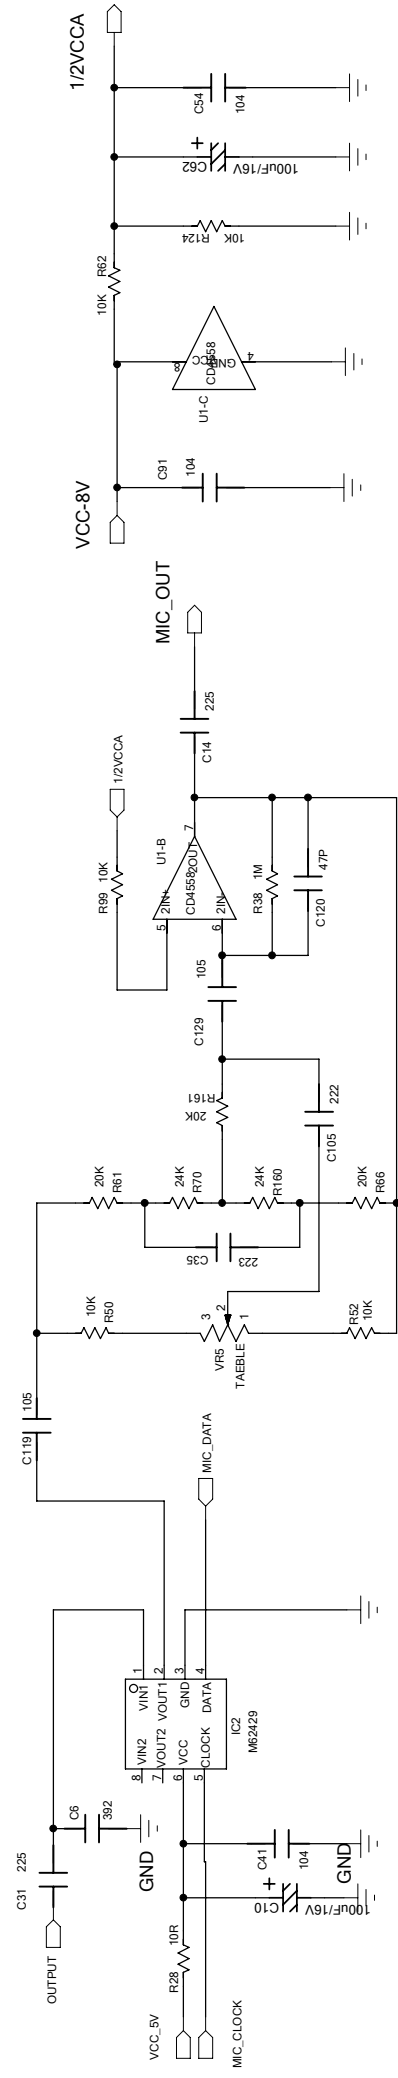 OUTPUT
C31
225
C6
392
GND
VCC_5V
R28
10R
MIC_CLOCK
C10
100uF/16V
+
C41
104
GND
8
VIN2
7
VOUT2
6
VCC
5
CLOCK
VIN1
1
VOUT1
2
GND
3
DATA
4
IC2
M62429
MIC_DATA
C119
105
10K
R50
VR5
TAEBLE
3
2
1
R52
10K
20K
R61
24K
R70
24K
R160
20K
R66
C35
223
R161
20K
C105
222
C129
105
R99
10K
1/2VCCA
5
2IN+
6
2IN-
CD4558
2OUT
7
U1-B
R38
1M
C120
47P
C14
225
MIC_OUT
VCC-8V
C91
104
U1-C
8
VCC
CD4558
GND
4
10K
R62
R124
10K
C62
+
100uF/16V
C54
104
1/2VCCA